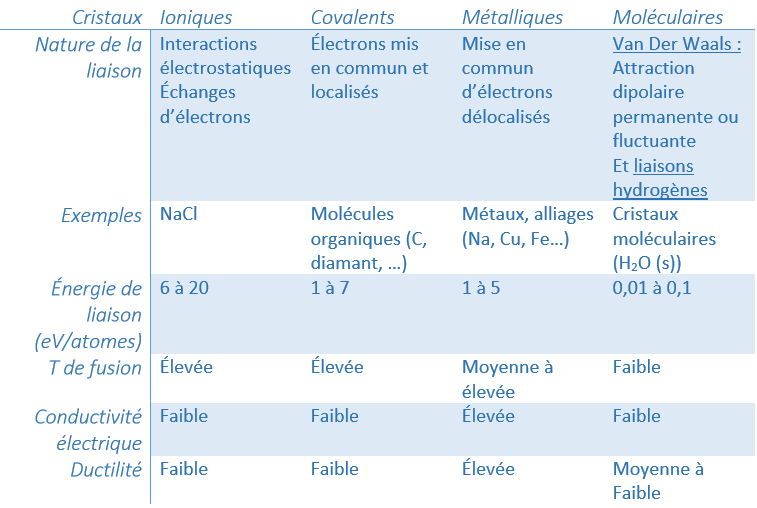 Cristaux Ioniques Covalents Métalliques Moléculaires
Nature de la liaison
Interactions
électrostatiques
Échanges
d'électrons
Électrons mis
en commun et
localisés
Mise en
commun
d'électrons
délocalisés
Van Der Waals :
Attraction
dipolaire
permanente ou
fluctuante
Et liaisons
hydrogènes
Exemples
NaCl
Molécules
organiques (C,
diamant, …)
Métaux, alliages
(Na, Cu, Fe…)
Cristaux
moléculaires
(H₂O (s))
Énergie de
liaison
(eV/atomes)
6 à 20
1 à 7
1 à 5
0,01 à 0,1
T de fusion
Élevée
Élevée
Moyenne à
élevée
Faible
Conductivité
électrique
Faible
Faible
Élevée
Faible
Ductilité
Faible
Faible
Élevée
Moyenne à
Faible